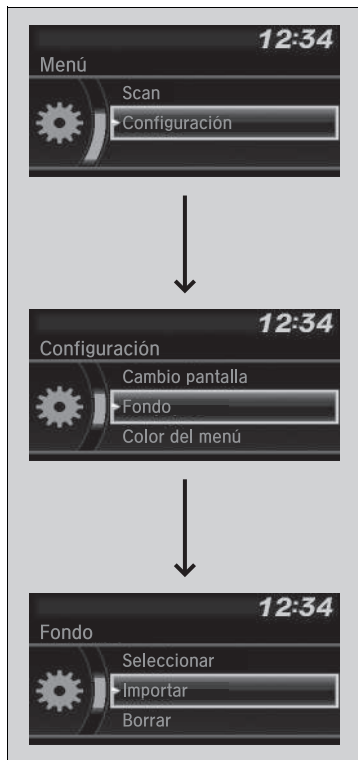 12:34
Menú
Scan
Configuración
12:34
Configuración
Cambio pantalla
Fondo
Color del menú
12:34
Fondo
Seleccionar
Importar
Borrar